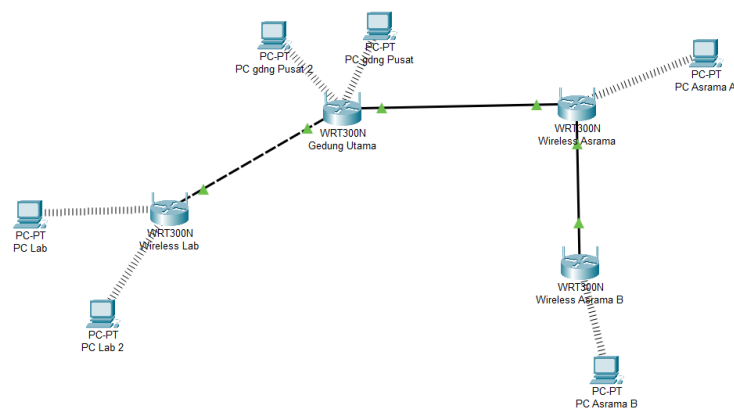 PC-PT
PC gdng Pusat 2
PC-PT
PC gdng Pusat
WRT300N
Gedung Utama
WRT300N
Wireless Asrama
PC-PT
PC Asrama A
PC-PT
PC Lab
WRT300N
Wireless Lab
PC-PT
PC Lab 2
WRT300N
Wireless Asrama B
PC-PT
PC Asrama B